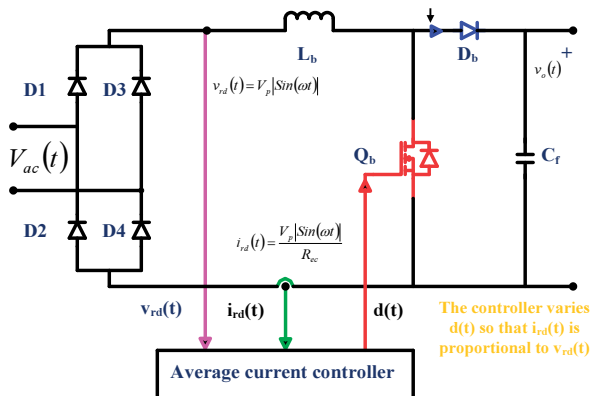 L_b
D_b
v_o(t)
+
v_rd(t)=V_p|Sin(ωt)|
D1
D3
V_ac(t)
Q_b
C_f
D2
D4
i_rd(t)=V_p|Sin(ωt)|/R_ec
v_rd(t)
i_rd(t)
d(t)
The controller varies
d(t) so that i_rd(t) is
proportional to v_rd(t)
Average current controller